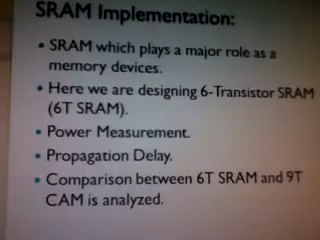 SRAM Implementation:
• SRAM which plays a major role as a
memory devices.
• Here we are designing 6-Transistor SRAM
(6T SRAM).
• Power Measurement.
• Propagation Delay.
• Comparison between 6T SRAM and 9T
CAM is analyzed.